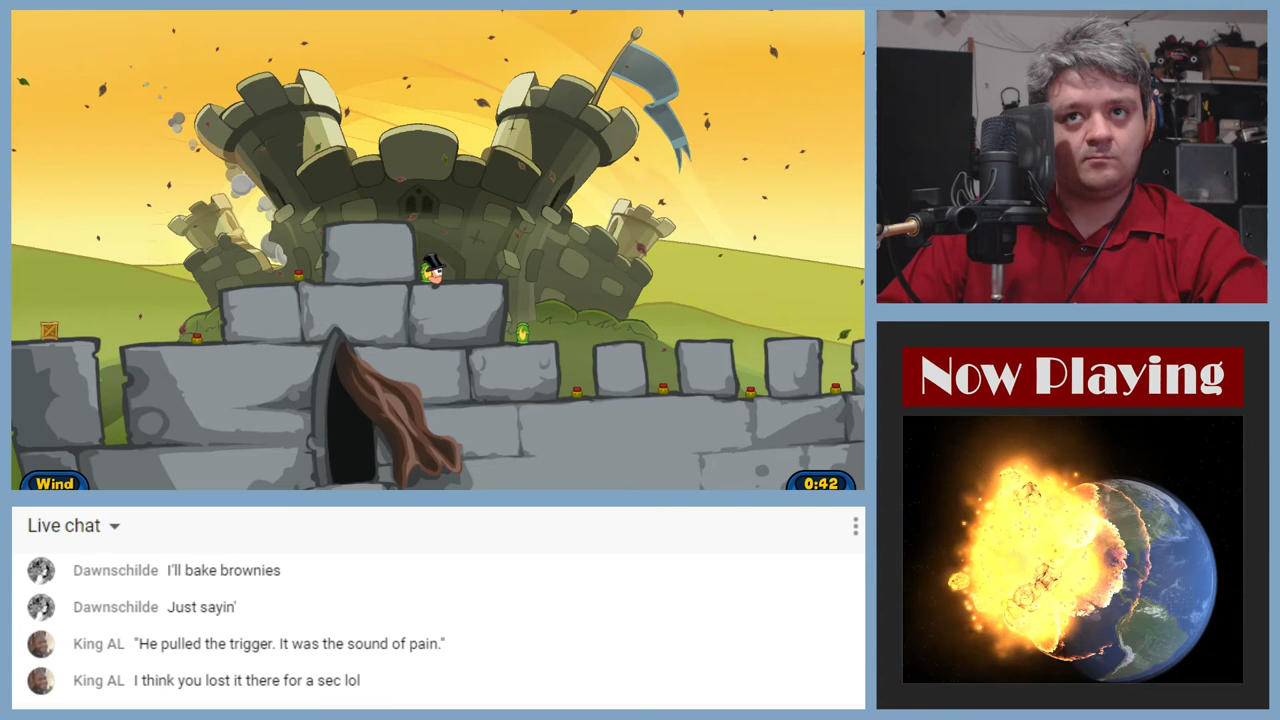 Wind
0:42
Live chat
Dawnschilde I'll bake brownies
Dawnschilde Just sayin'
King AL "He pulled the trigger. It was the sound of pain."
King AL I think you lost it there for a sec lol
Now Playing